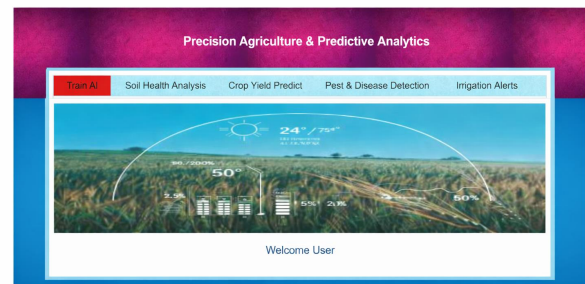 Precision Agriculture & Predictive Analytics
Train AI Soil Health Analysis Crop Yield Predict Pest & Disease Detection Irrigation Alerts
24°/75°
50°
2.5% 5% 50%
Welcome User